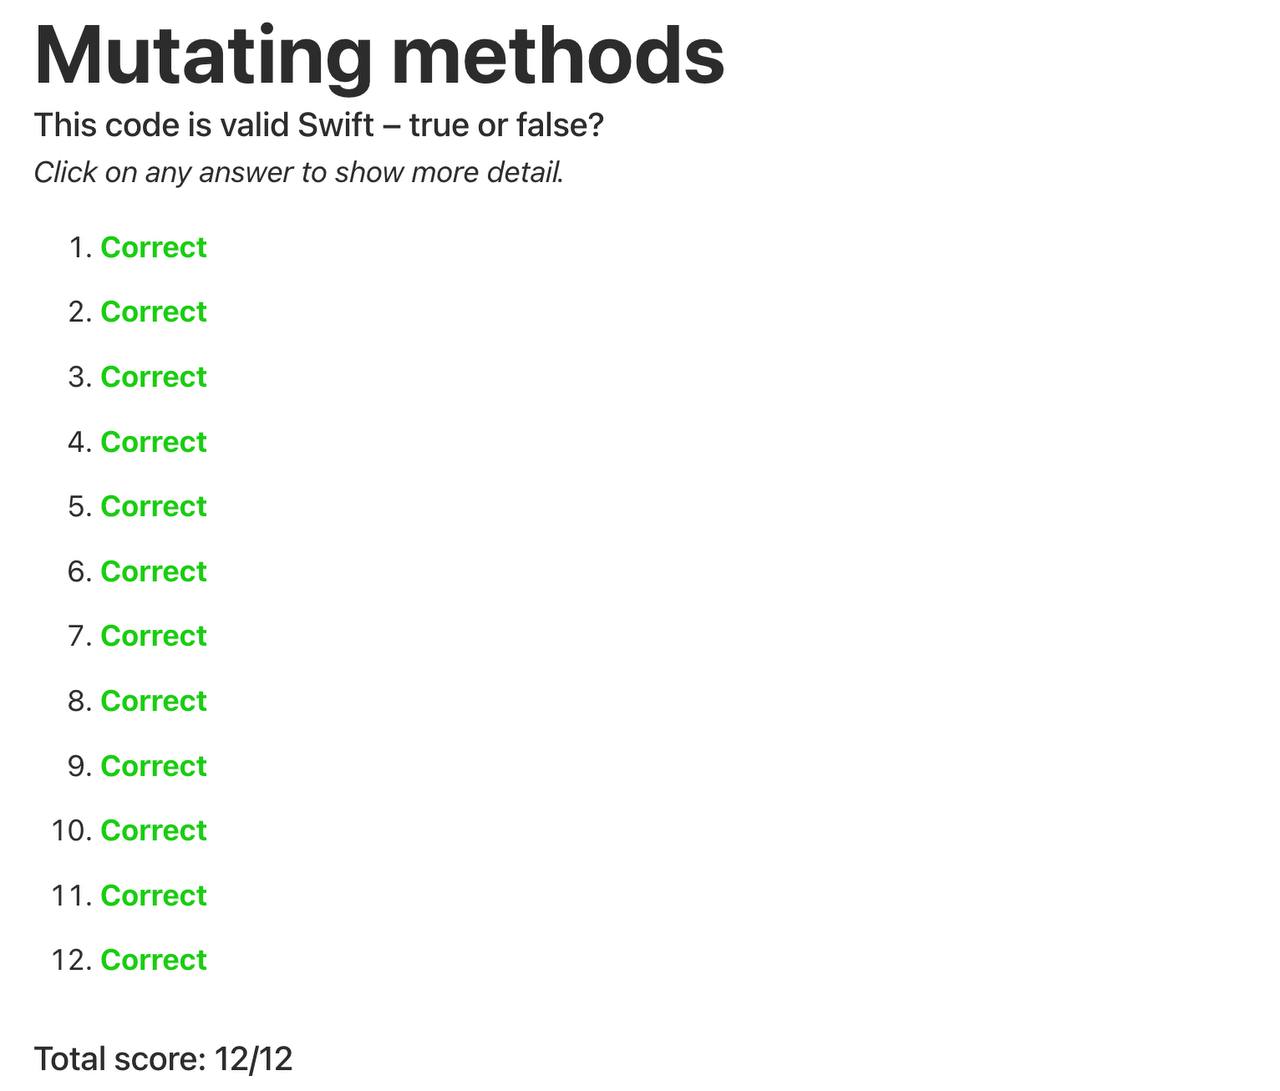 Mutating methods
This code is valid Swift – true or false?
Click on any answer to show more detail.
1. Correct
2. Correct
3. Correct
4. Correct
5. Correct
6. Correct
7. Correct
8. Correct
9. Correct
10. Correct
11. Correct
12. Correct
Total score: 12/12